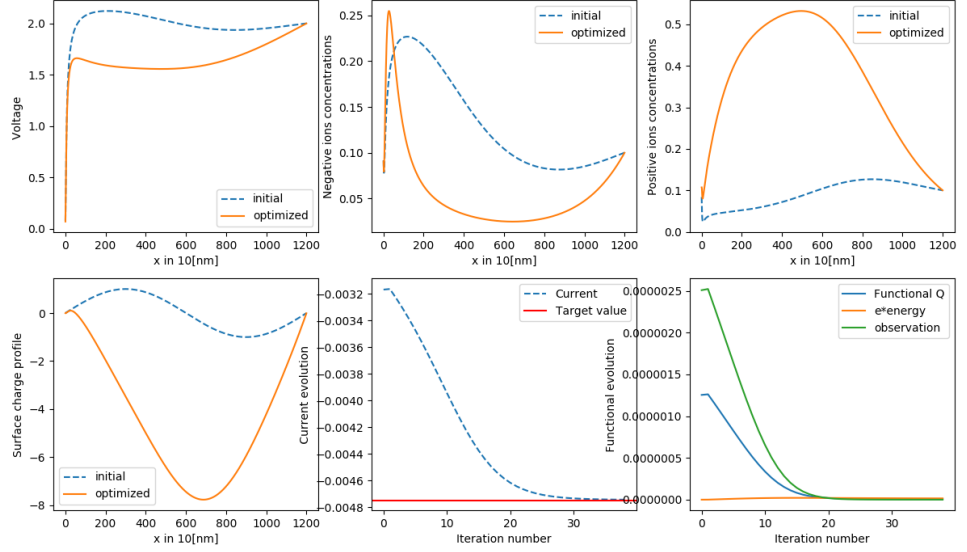 Voltage
2.0
1.5
1.0
0.5
0.0
0
200
400
600
800
1000
1200
x in 10[nm]
initial
optimized
Negative ions concentrations
0.25
0.20
0.15
0.10
0.05
0
200
400
600
800
1000
1200
x in 10[nm]
initial
optimized
Positive ions concentrations
0.5
0.4
0.3
0.2
0.1
0.0
0
200
400
600
800
1000
1200
x in 10[nm]
initial
optimized
Surface charge profile
0
−2
−4
−6
−8
0
200
400
600
800
1000
1200
x in 10[nm]
initial
optimized
Current evolution
−0.0032
−0.0034
−0.0036
−0.0038
−0.0040
−0.0042
−0.0044
−0.0046
−0.0048
0
10
20
30
Iteration number
Current
Target value
Functional evolution
0.0000025
0.0000020
0.0000015
0.0000010
0.0000005
0.0000000
0
10
20
30
Iteration number
Functional Q
e*energy
observation